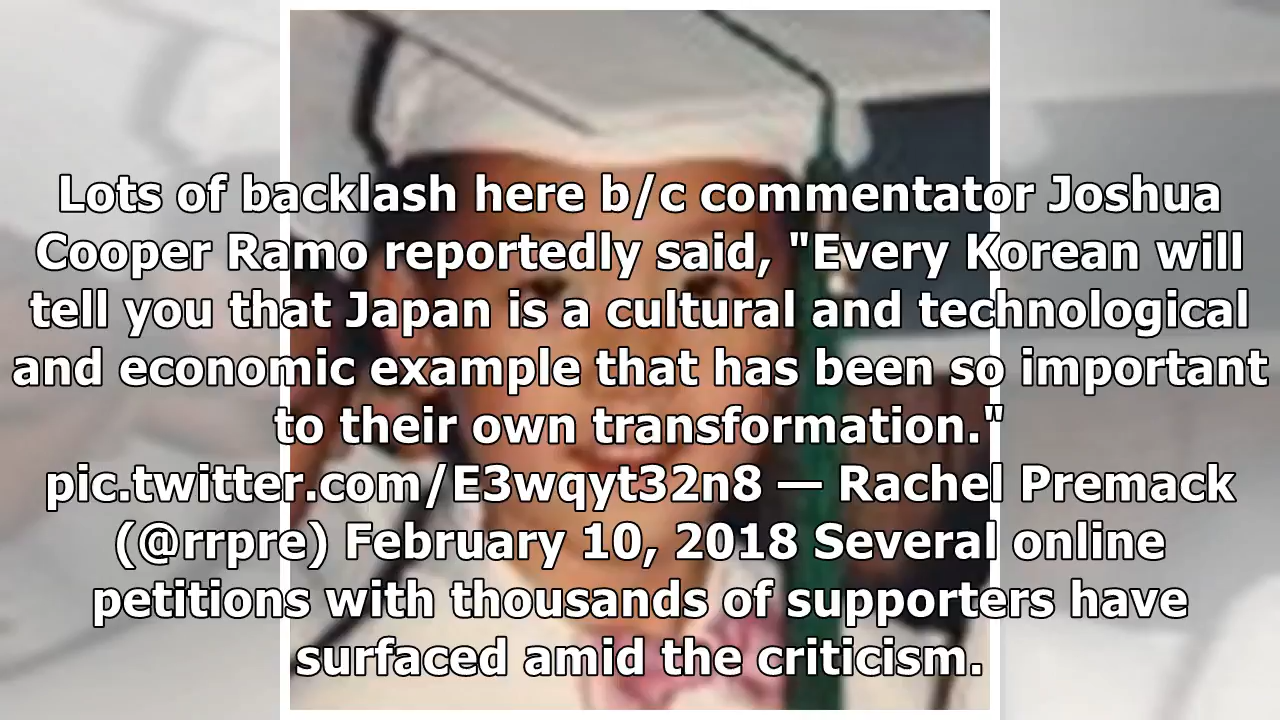 Lots of backlash here b/c commentator Joshua
Cooper Ramo reportedly said, "Every Korean will
tell you that Japan is a cultural and technological
and economic example that has been so important
to their own transformation."
pic.twitter.com/E3wqyt32n8 — Rachel Premack
(@rrpre) February 10, 2018 Several online
petitions with thousands of supporters have
surfaced amid the criticism.